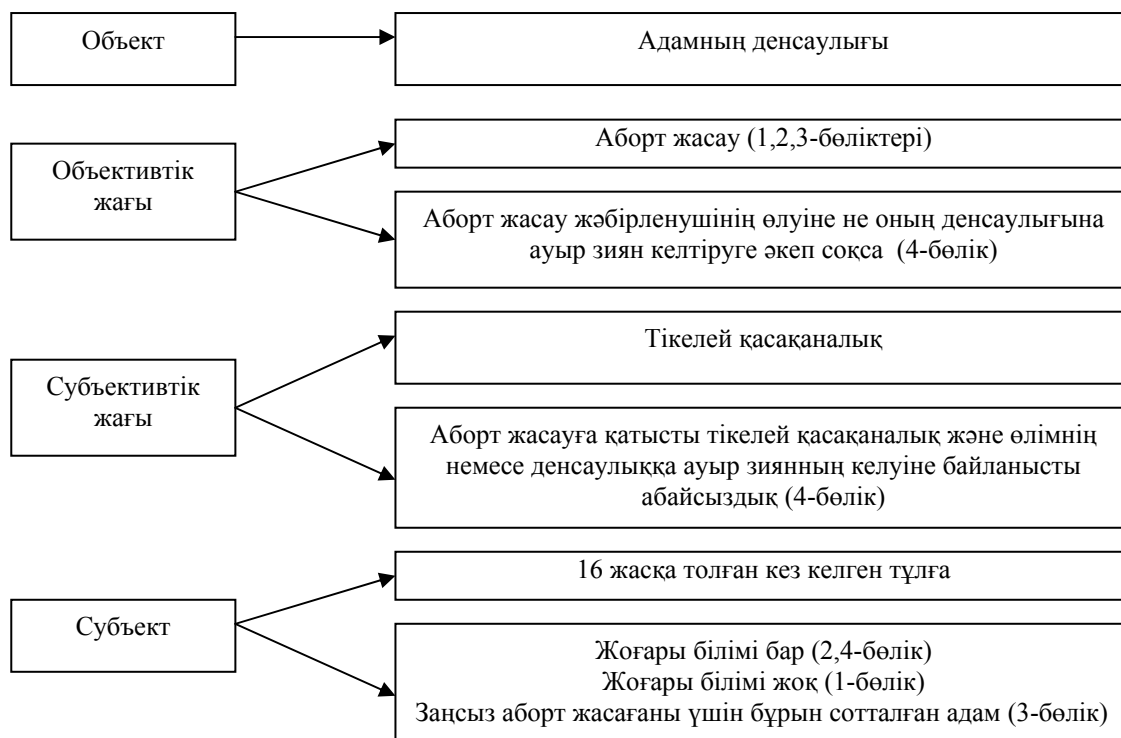 Объект
Адамның денсаулығы
Объективтік
жағы
Аборт жасау (1,2,3-бөліктері)
Аборт жасау жәбірленушінің өлуіне не оның денсаулығына
ауыр зиян келтіруге әкеп соқса (4-бөлік)
Субъективтік
жағы
Тікелей қасақаналық
Аборт жасауға қатысты тікелей қасақаналық және өлімнің
немесе денсаулыққа ауыр зиянның келуіне байланысты
абайсыздық (4-бөлік)
Субъект
16 жасқа толған кез келген тұлға
Жоғары білімі бар (2,4-бөлік)
Жоғары білімі жоқ (1-бөлік)
Заңсыз аборт жасағаны үшін бұрын сотталған адам (3-бөлік)